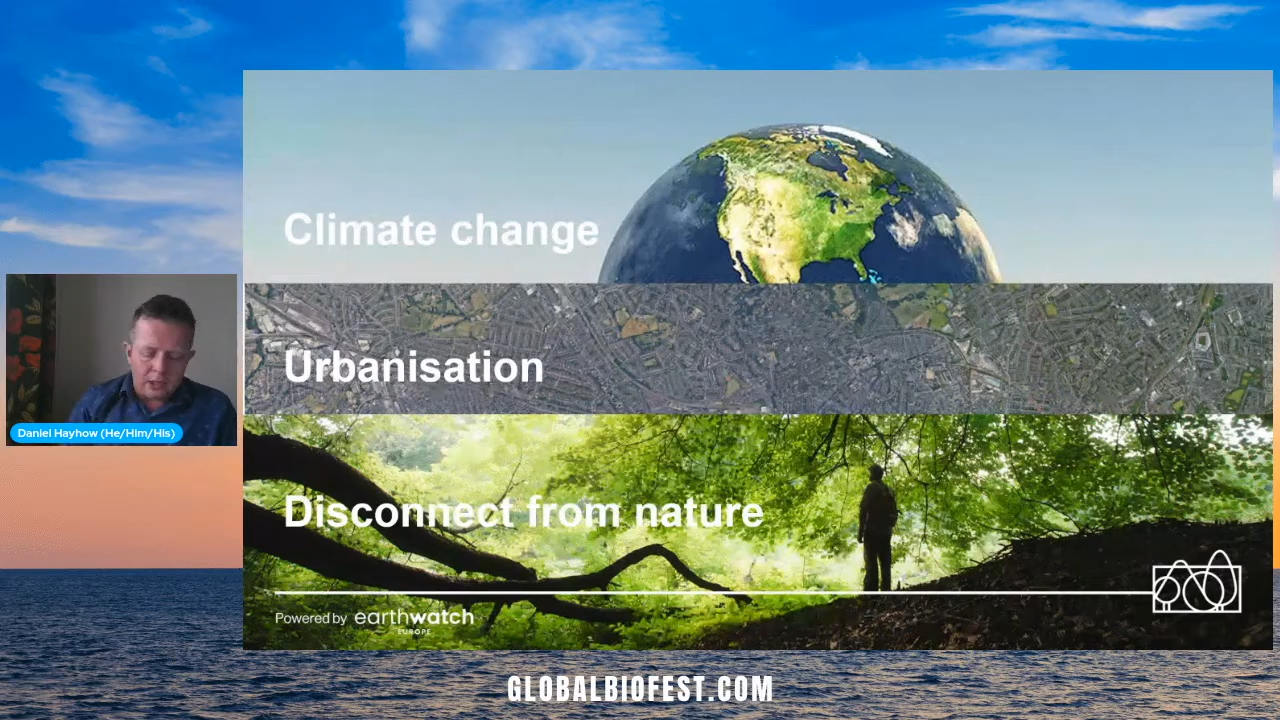 Climate change
Urbanisation
Daniel Hayhow (He/Him/His)
Disconnect from nature
Powered by earthwatch
EUROPE
GLOBALBIOFEST.COM